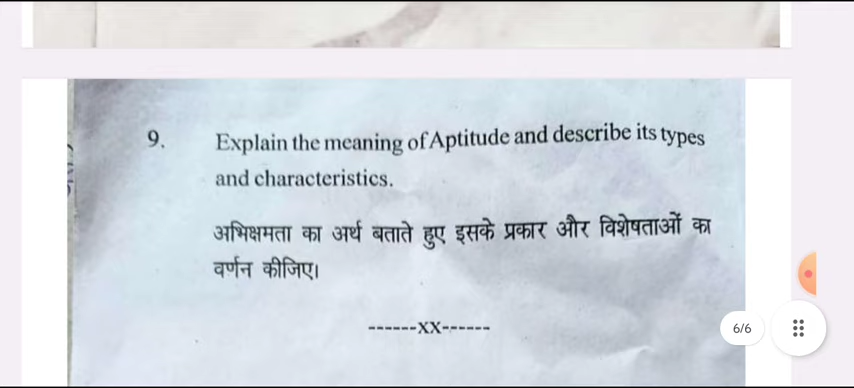 9. Explain the meaning of Aptitude and describe its types
and characteristics.
अभिक्षमता का अर्थ बताते हुए इसके प्रकार और विशेषताओं का
वर्णन कीजिए।
------XX------
6/6